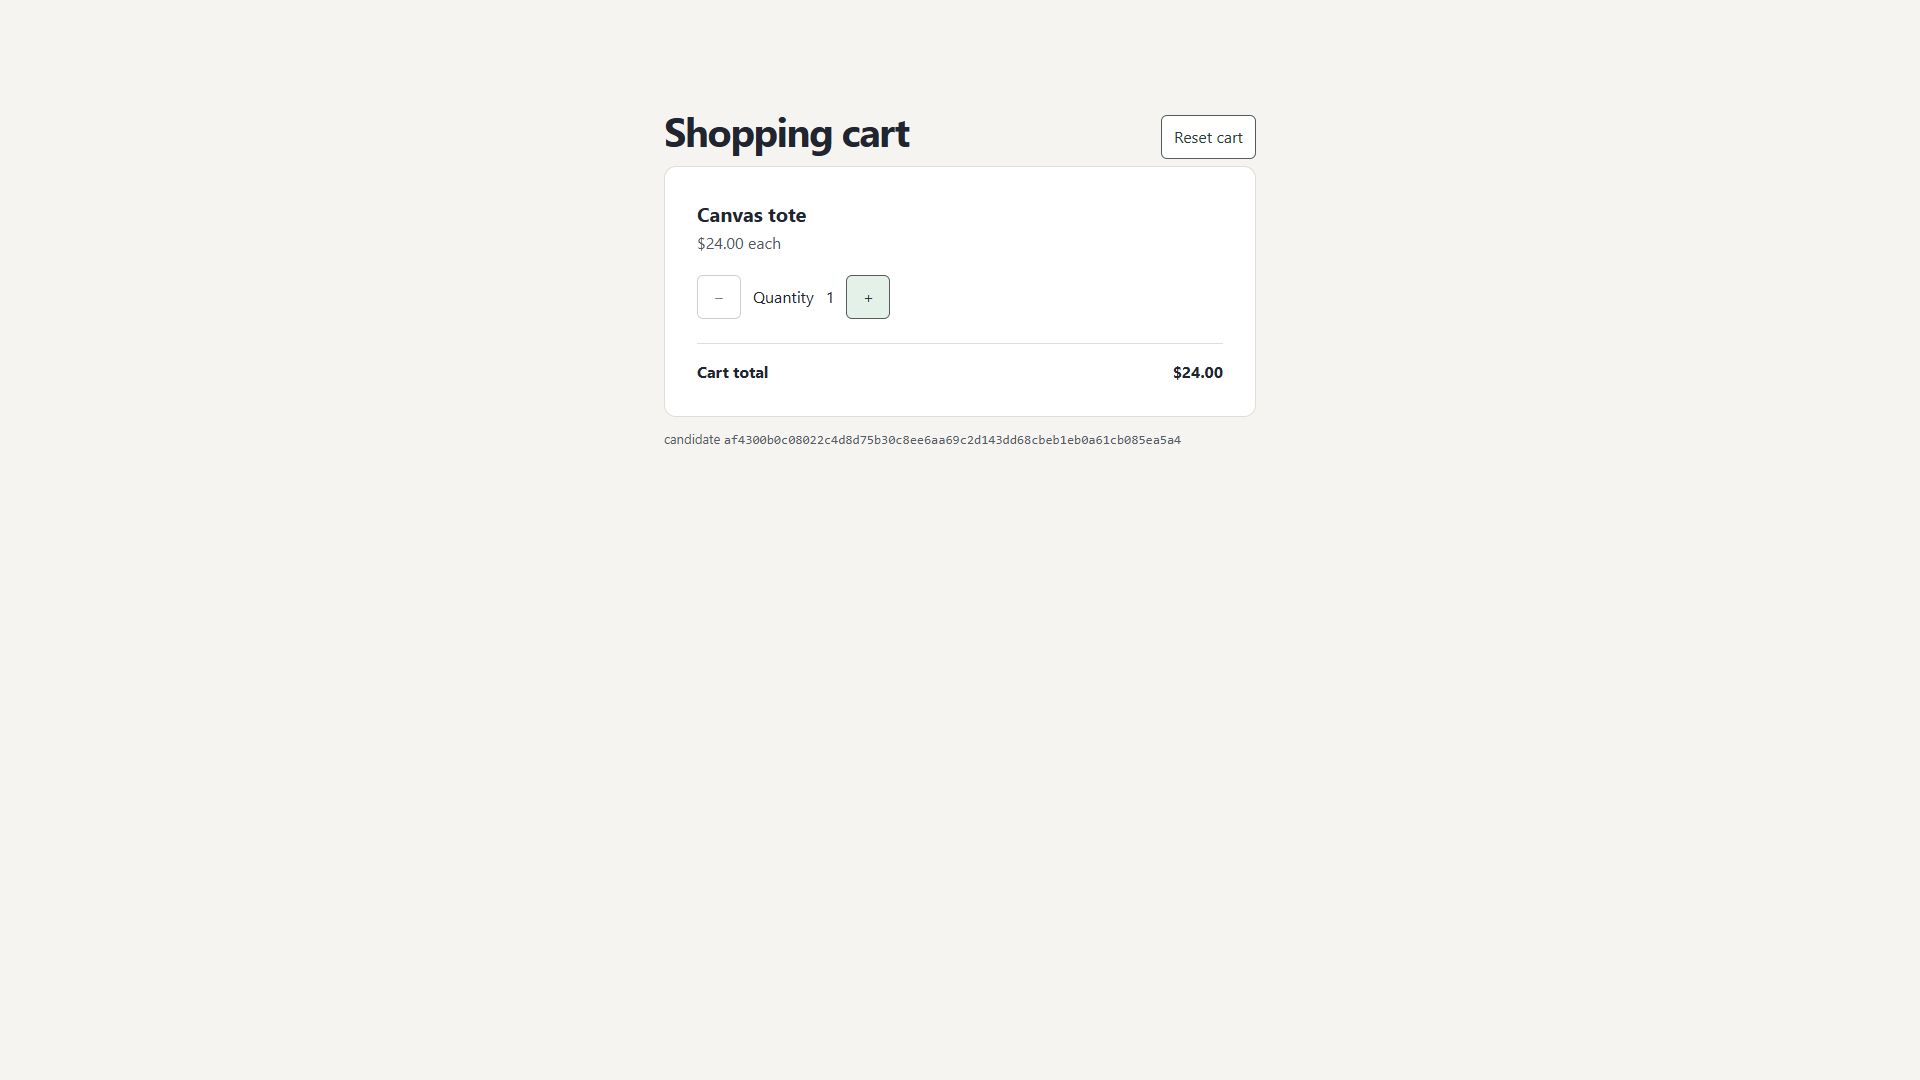 Shopping cart
Reset cart
Canvas tote
$24.00 each
− Quantity 1 +
Cart total $24.00
candidate af4300b0c08022c4d8d75b30c8ee6aa69c2d143dd68cbeb1eb0a61cb085ea5a4